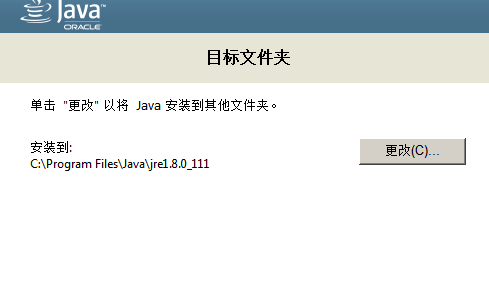 Java™
ORACLE
目标文件夹
单击 "更改" 以将 Java 安装到其他文件夹。
安装到:
C:\Program Files\Java\jre1.8.0_111
更改(C)...